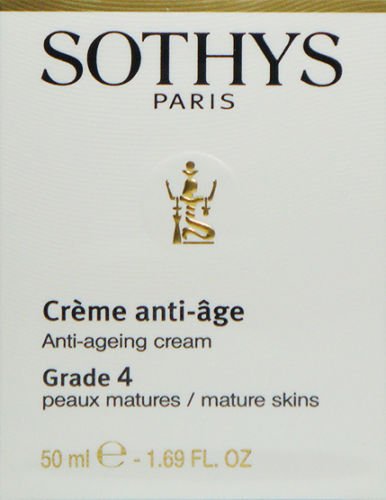 SOTHYS
PARIS
Crème anti-âge
Anti-ageing cream
Grade 4
peaux matures / mature skins
50 ml ℮ - 1.69 FL. OZ